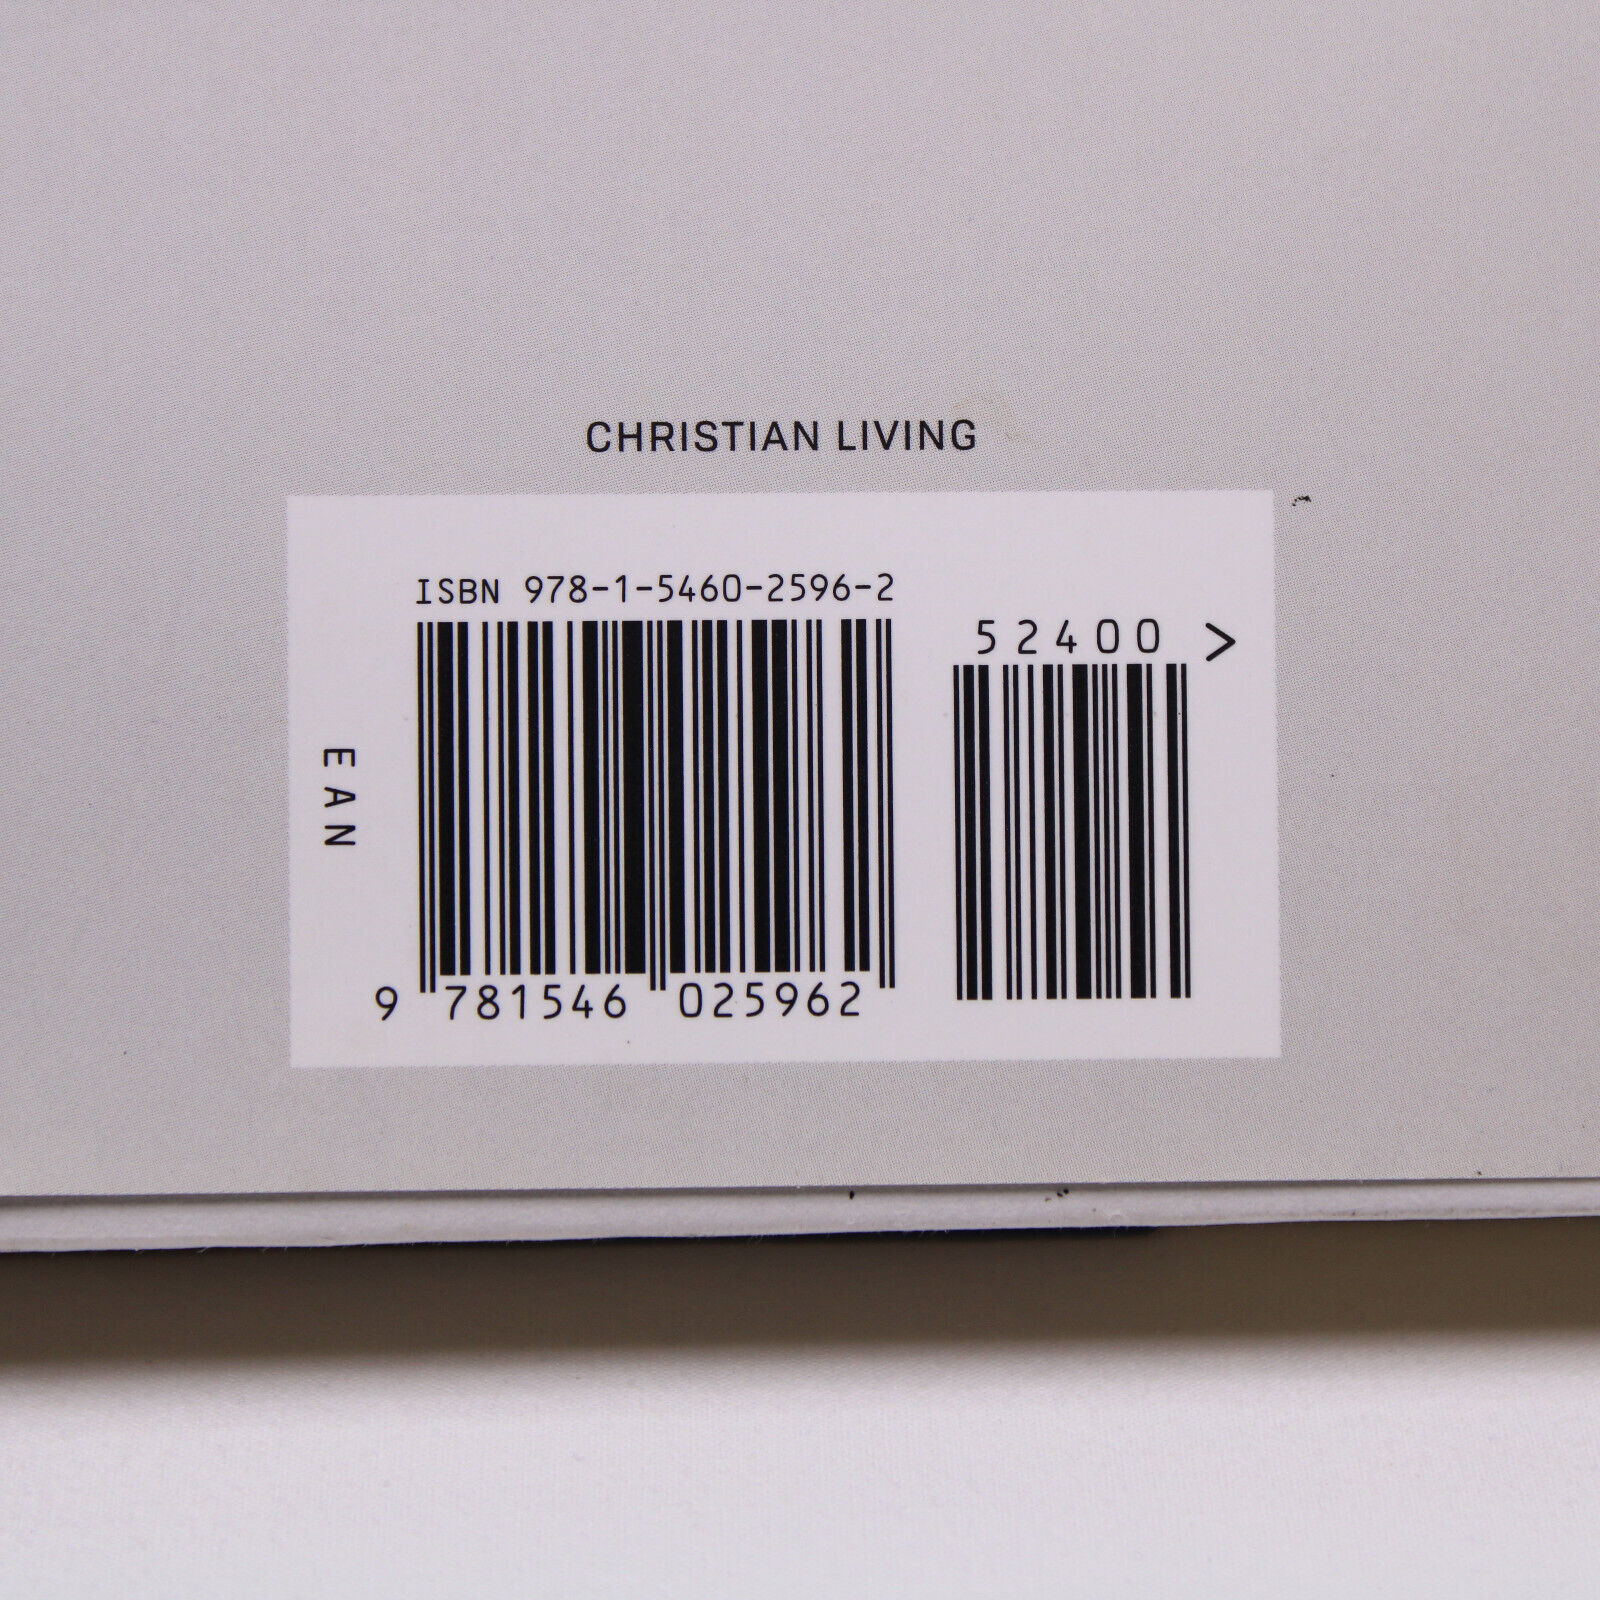 CHRISTIAN LIVING
ISBN 978-1-5460-2596-2
52400 >
EAN
9 781546 025962